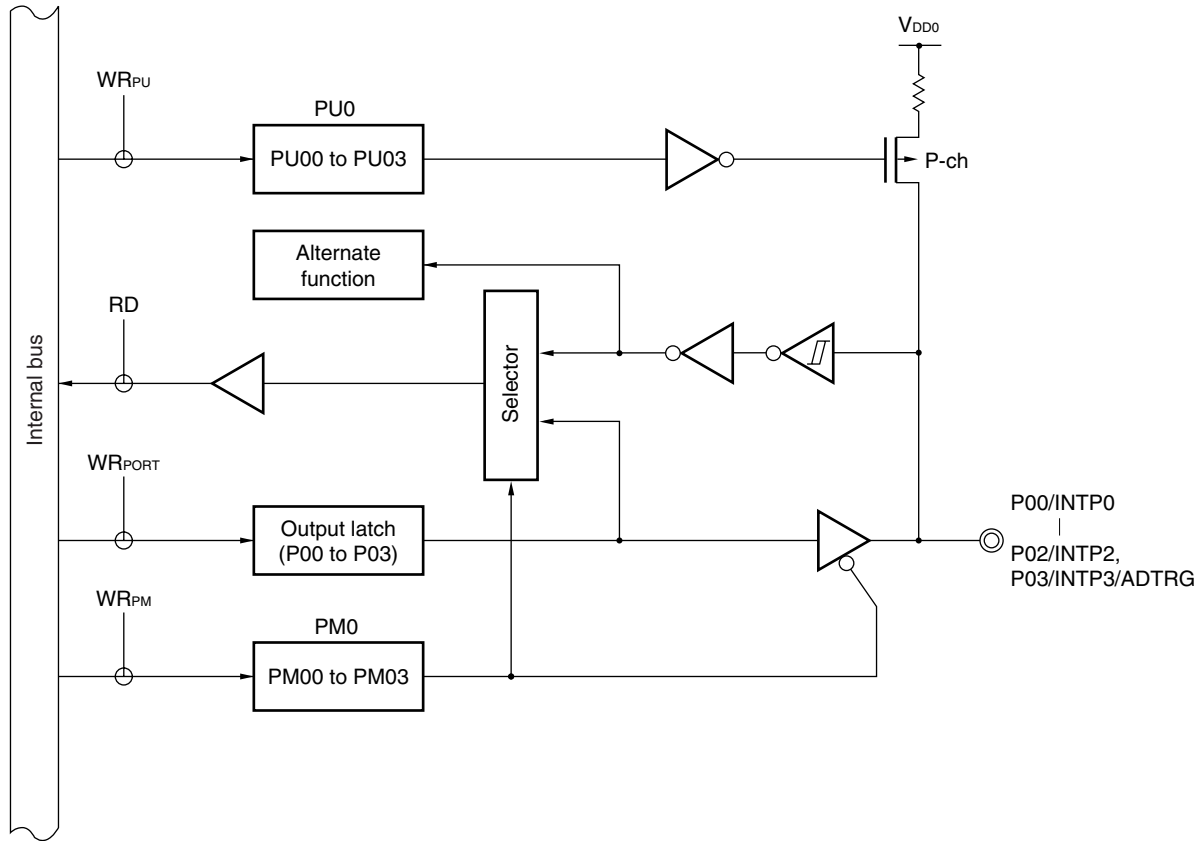 VDD0
WRPU
PU0
PU00 to PU03
P-ch
Alternate
function
RD
Selector
Internal bus
WRPORT
Output latch
(P00 to P03)
P00/INTP0
P02/INTP2,
P03/INTP3/ADTRG
WRPM
PM0
PM00 to PM03